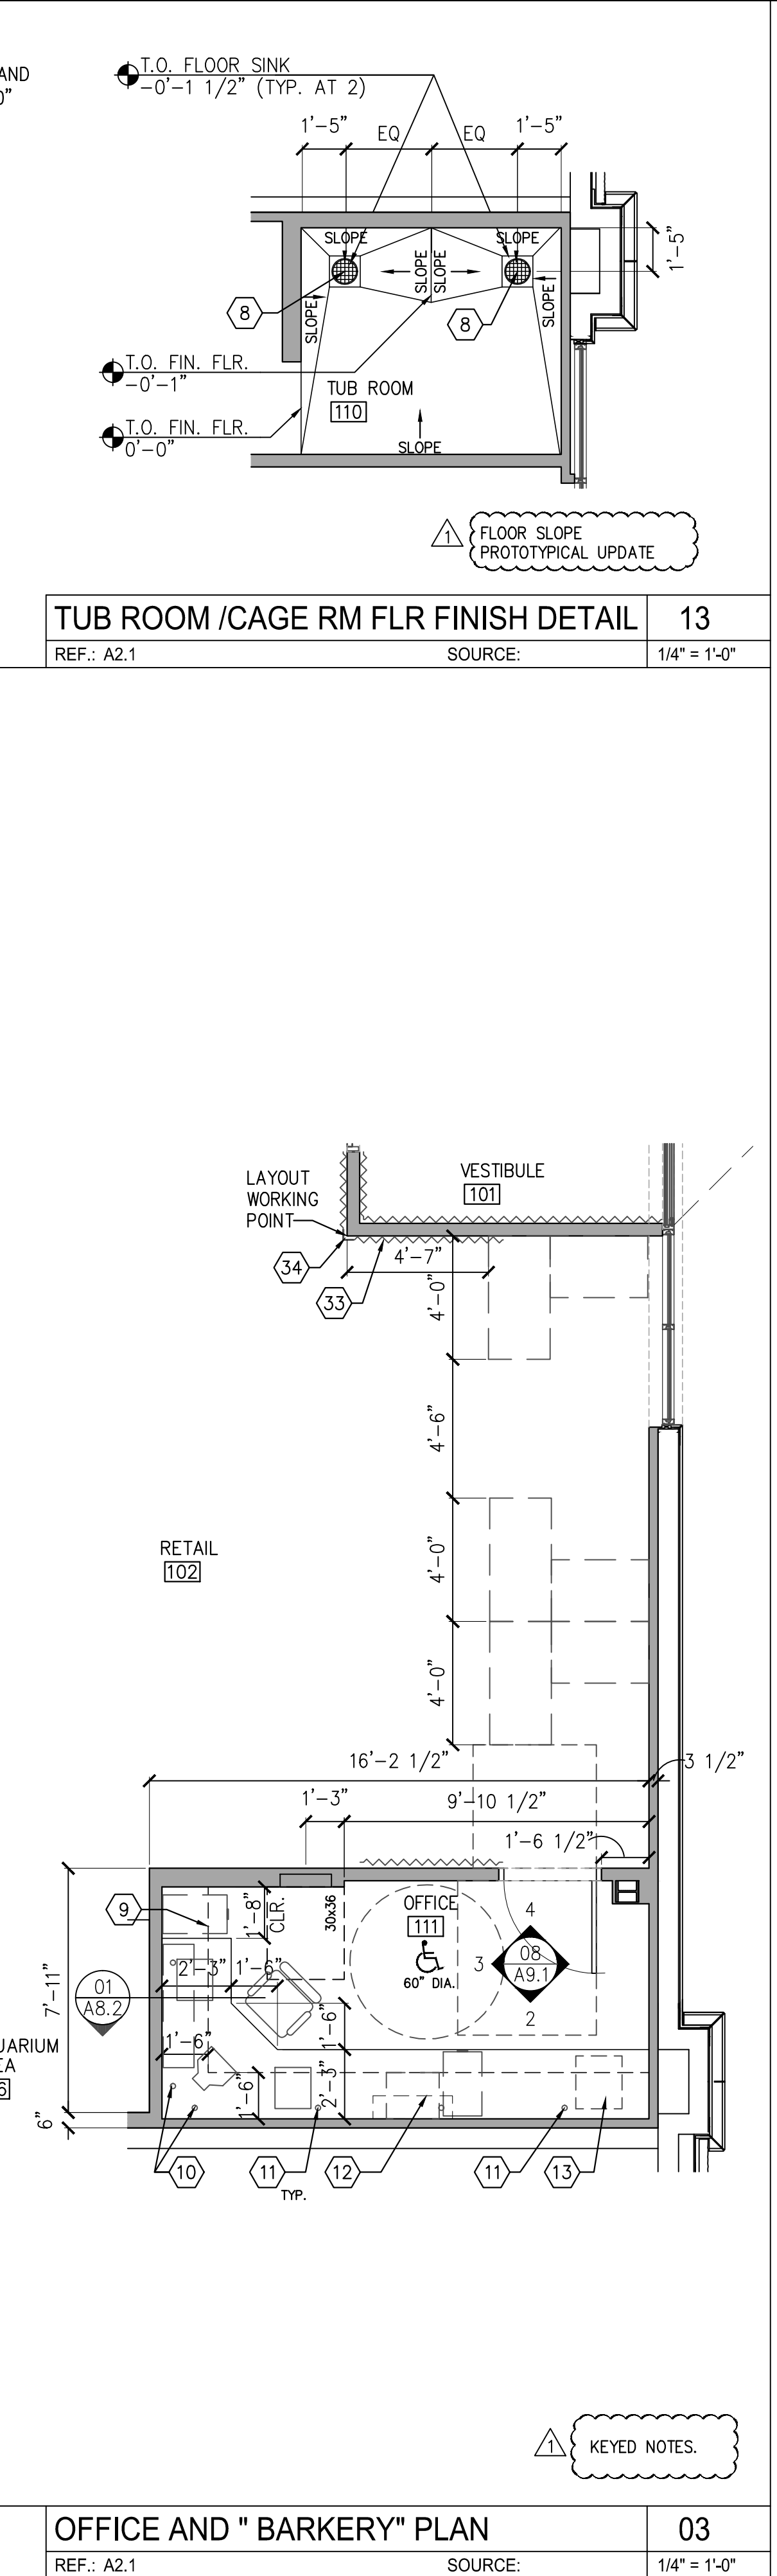 AND
0"
T.O. FLOOR SINK
-0'-1 1/2" (TYP. AT 2)
1'-5"
EQ
EQ
1'-5"
SLOPE
SLOPE
1'-5"
SLOPE
SLOPE
8
SLOPE
8
SLOPE
T.O. FIN. FLR.
-0'-1"
TUB ROOM
110
T.O. FIN. FLR.
0'-0"
SLOPE
1
FLOOR SLOPE
PROTOTYPICAL UPDATE
TUB ROOM /CAGE RM FLR FINISH DETAIL
13
REF.: A2.1
SOURCE:
1/4" = 1'-0"
LAYOUT
WORKING
POINT
VESTIBULE
101
34
33
4'-7"
4'-0"
4'-6"
RETAIL
102
4'-0"
4'-0"
16'-2 1/2"
3 1/2"
1'-3"
9'-10 1/2"
1'-6 1/2"
9
1'-8"
CLR.
30x36
OFFICE
111
60" DIA.
4
3
08
A9.1
2
7'-11"
01
A8.2
2'-3"
1'-6"
1'-6"
1'-6"
1'-6"
2'-3"
UARIUM
EA
6
6"
10
11
TYP.
12
11
13
1
KEYED NOTES.
OFFICE AND " BARKERY" PLAN
03
REF.: A2.1
SOURCE:
1/4" = 1'-0"